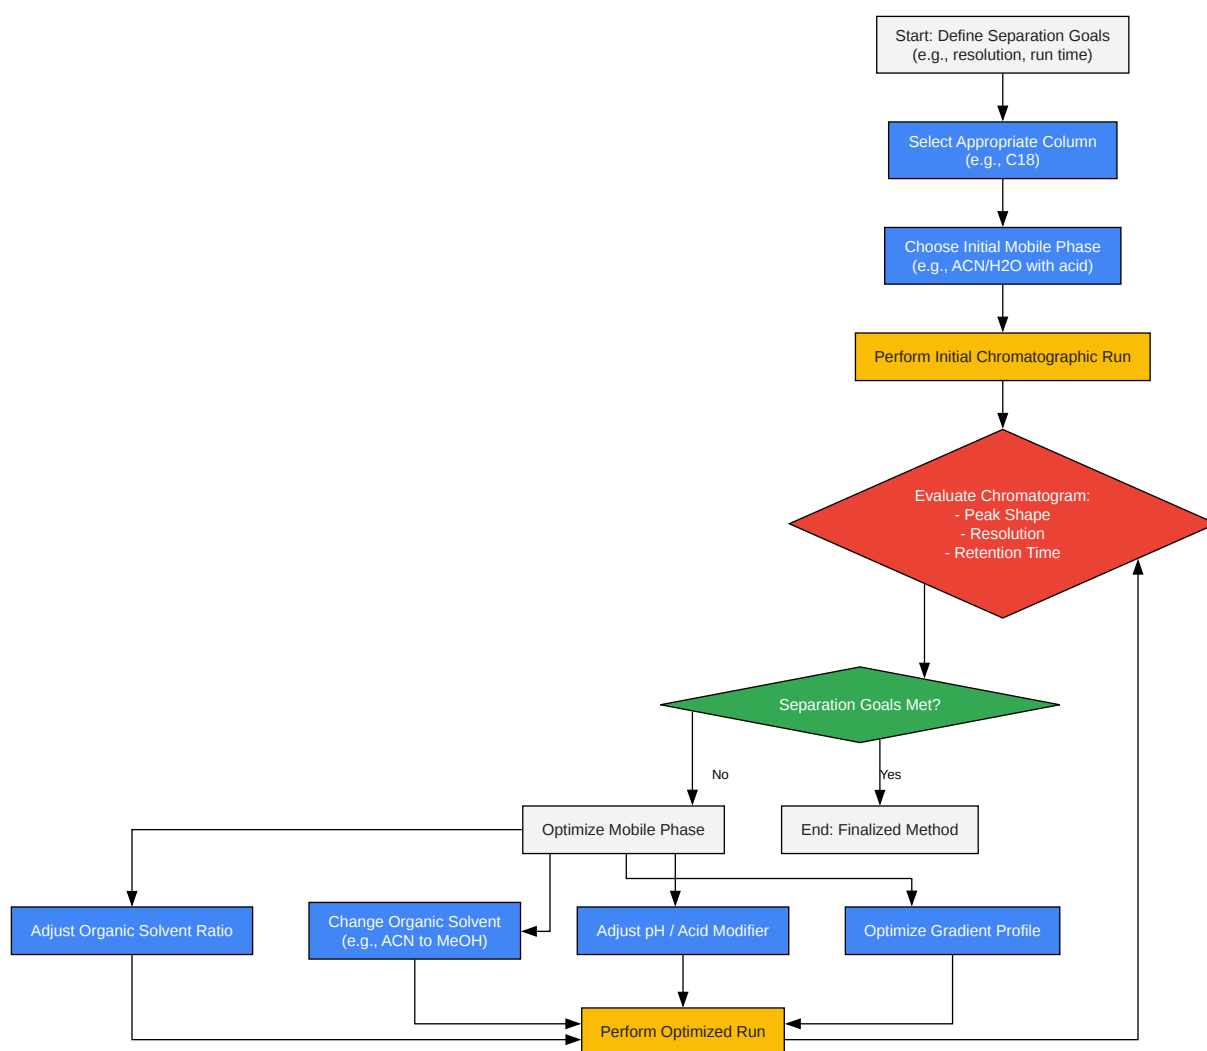 Start: Define Separation Goals
(e.g., resolution, run time)
Select Appropriate Column
(e.g., C18)
Choose Initial Mobile Phase
(e.g., ACN/H2O with acid)
Perform Initial Chromatographic Run
Evaluate Chromatogram:
- Peak Shape
- Resolution
- Retention Time
Separation Goals Met?
No
Yes
Optimize Mobile Phase
End: Finalized Method
Adjust Organic Solvent Ratio
Change Organic Solvent
(e.g., ACN to MeOH)
Adjust pH / Acid Modifier
Optimize Gradient Profile
Perform Optimized Run